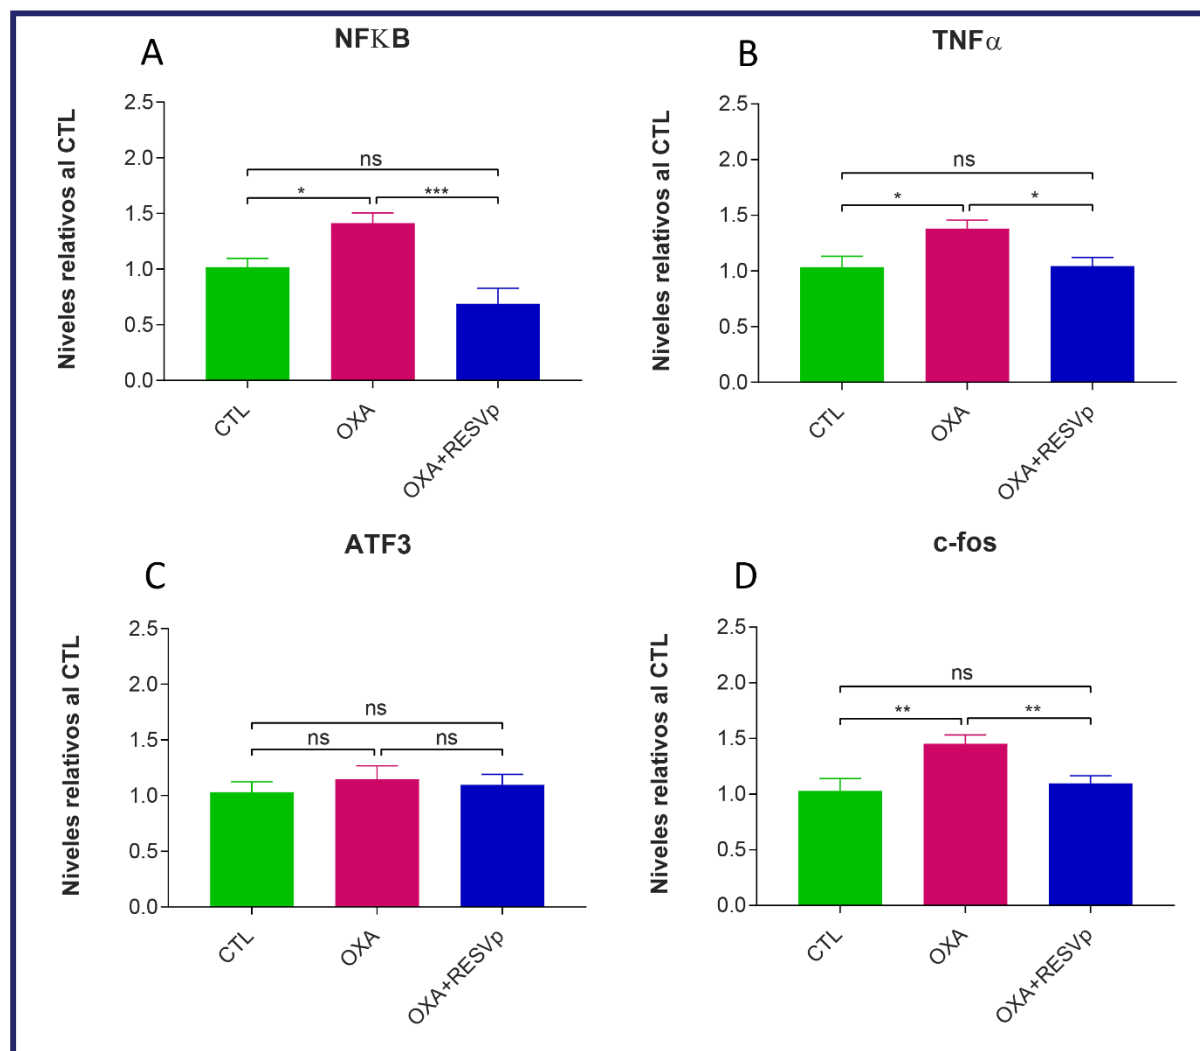 A
NFΚB
Niveles relativos al CTL
2.5
2.0
1.5
1.0
0.5
0.0
ns
*
***
CTL
OXA
OXA+RESVp
B
TNFα
Niveles relativos al CTL
2.5
2.0
1.5
1.0
0.5
0.0
ns
*
*
CTL
OXA
OXA+RESVp
C
ATF3
Niveles relativos al CTL
2.5
2.0
1.5
1.0
0.5
0.0
ns
ns
ns
CTL
OXA
OXA+RESVp
D
c-fos
Niveles relativos al CTL
2.5
2.0
1.5
1.0
0.5
0.0
ns
**
**
CTL
OXA
OXA+RESVp